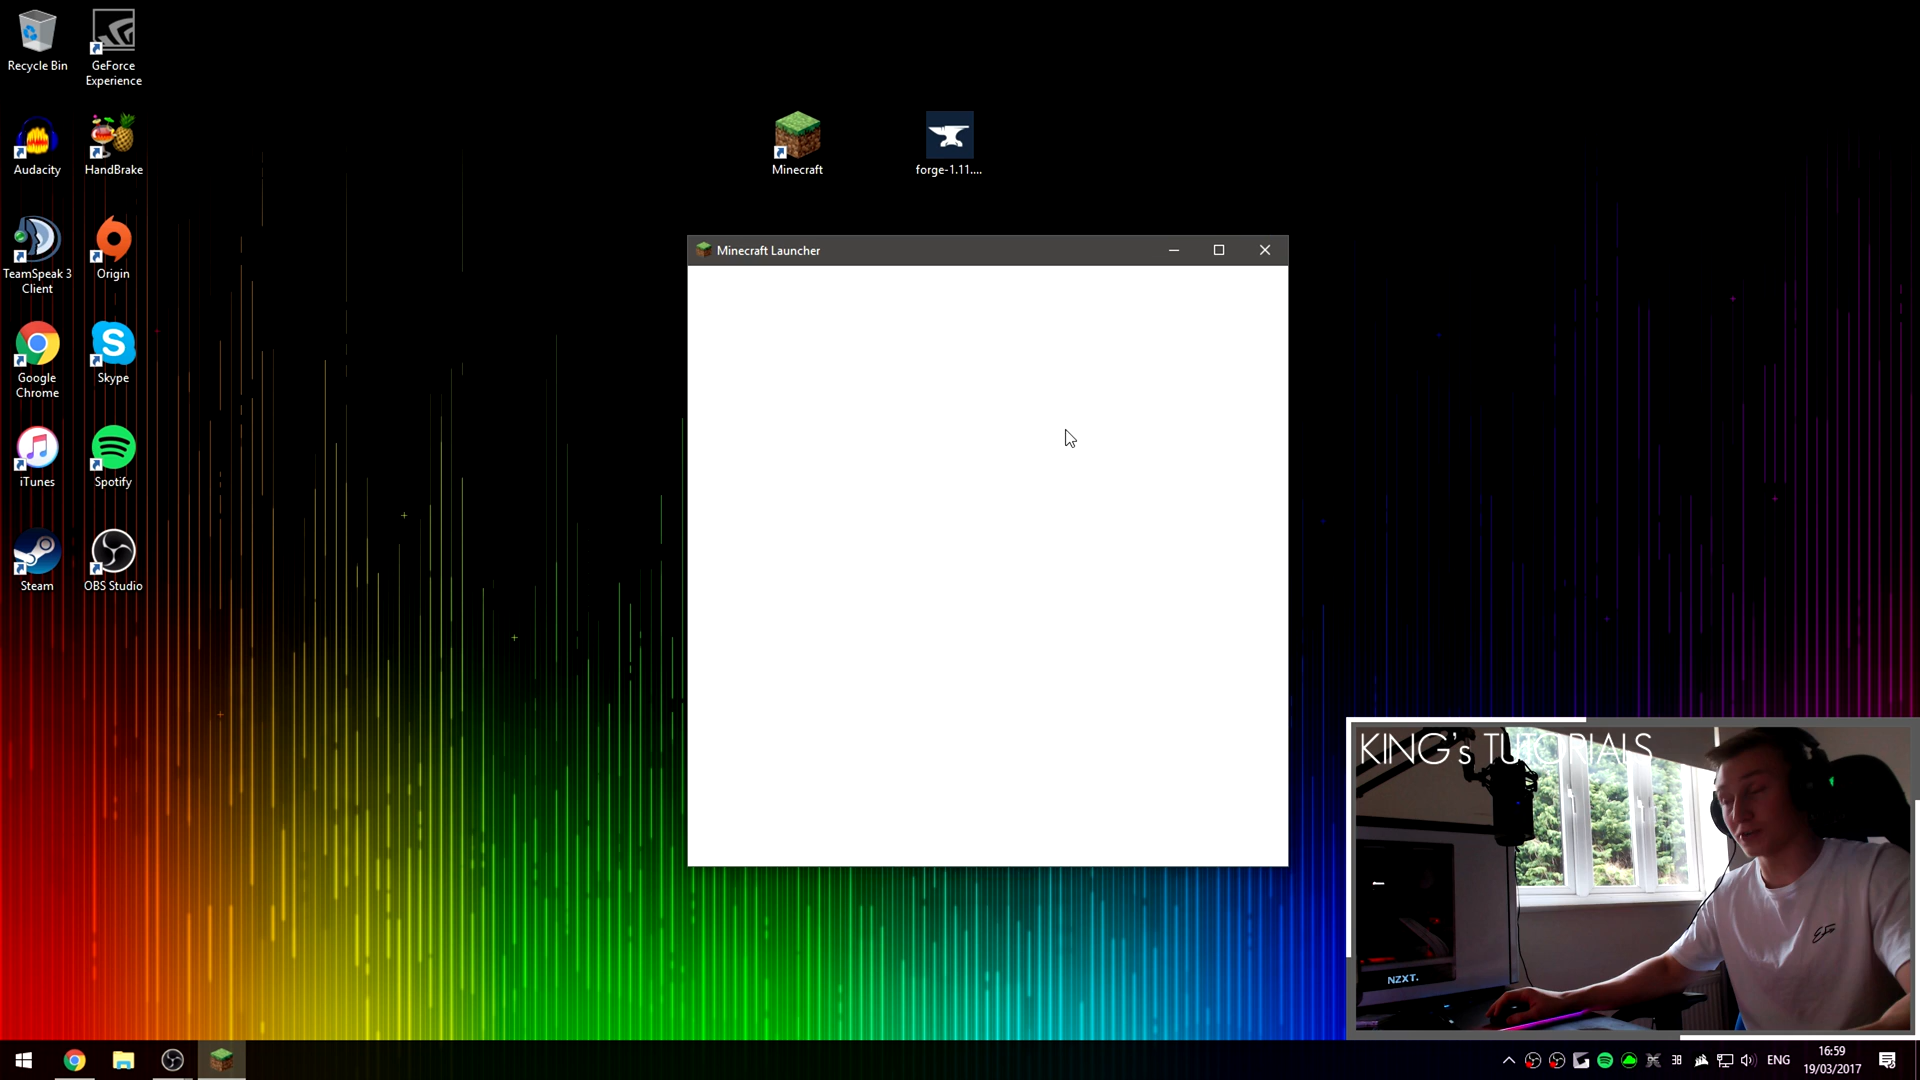 Recycle Bin
GeForce
Experience
Audacity
HandBrake
TeamSpeak 3
Client
Origin
Google
Chrome
Skype
iTunes
Spotify
Steam
OBS Studio
Minecraft
forge-1.11....
Minecraft Launcher
KING's TUTORIALS
NZXT.
38
ENG
16:59
19/03/2017